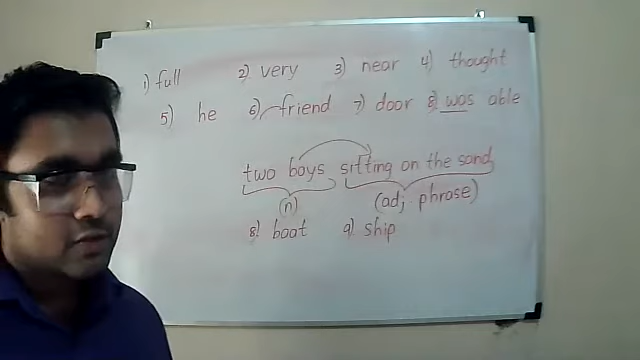 1) full 2) very 3) near 4) thought
5) he 6) friend 7) door 8) was able
two boys sitting on the sand
(n) (adj phrase)
8) boat 9) ship